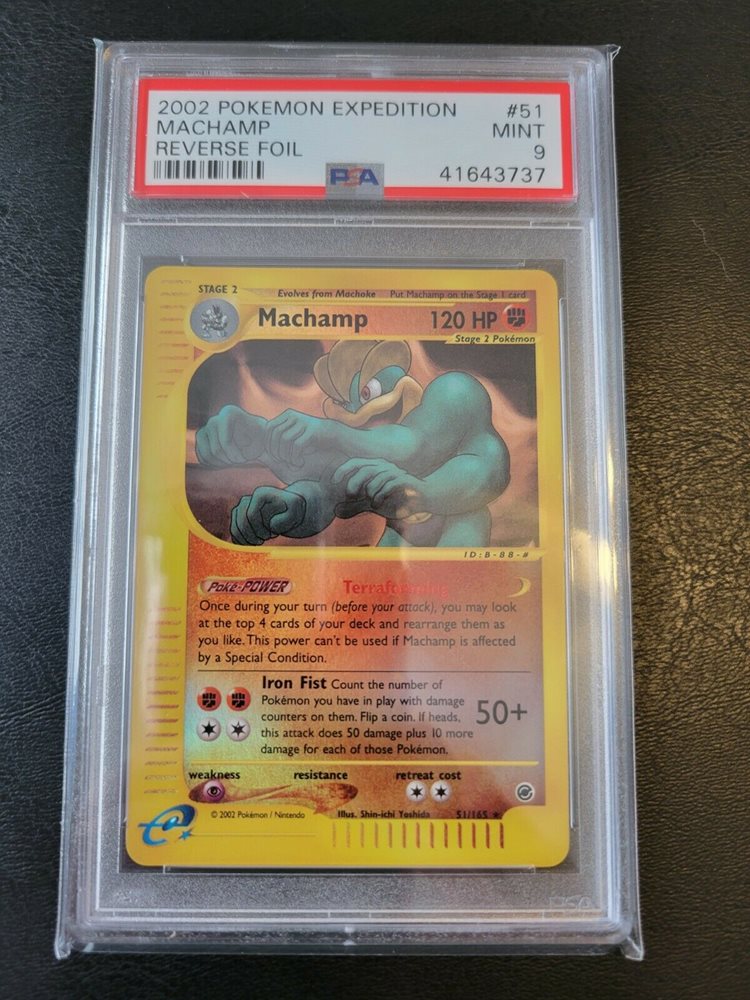 2002 POKEMON EXPEDITION #51
MACHAMP MINT
REVERSE FOIL 9
PSA 41643737
STAGE 2 Evolves from Machoke Put Machamp on the Stage 1 card
Machamp 120 HP
Stage 2 Pokémon
ID:B-88-#
Poké-POWER Terraforming
Once during your turn (before your attack), you may look
at the top 4 cards of your deck and rearrange them as
you like. This power can't be used if Machamp is affected
by a Special Condition.
Iron Fist Count the number of
Pokémon you have in play with damage
counters on them. Flip a coin. If heads,
this attack does 50 damage plus 10 more
damage for each of those Pokémon.
50+
weakness resistance retreat cost
© 2002 Pokémon / Nintendo Illus. Shin-ichi Yoshida 51/165 ★
e
PSA